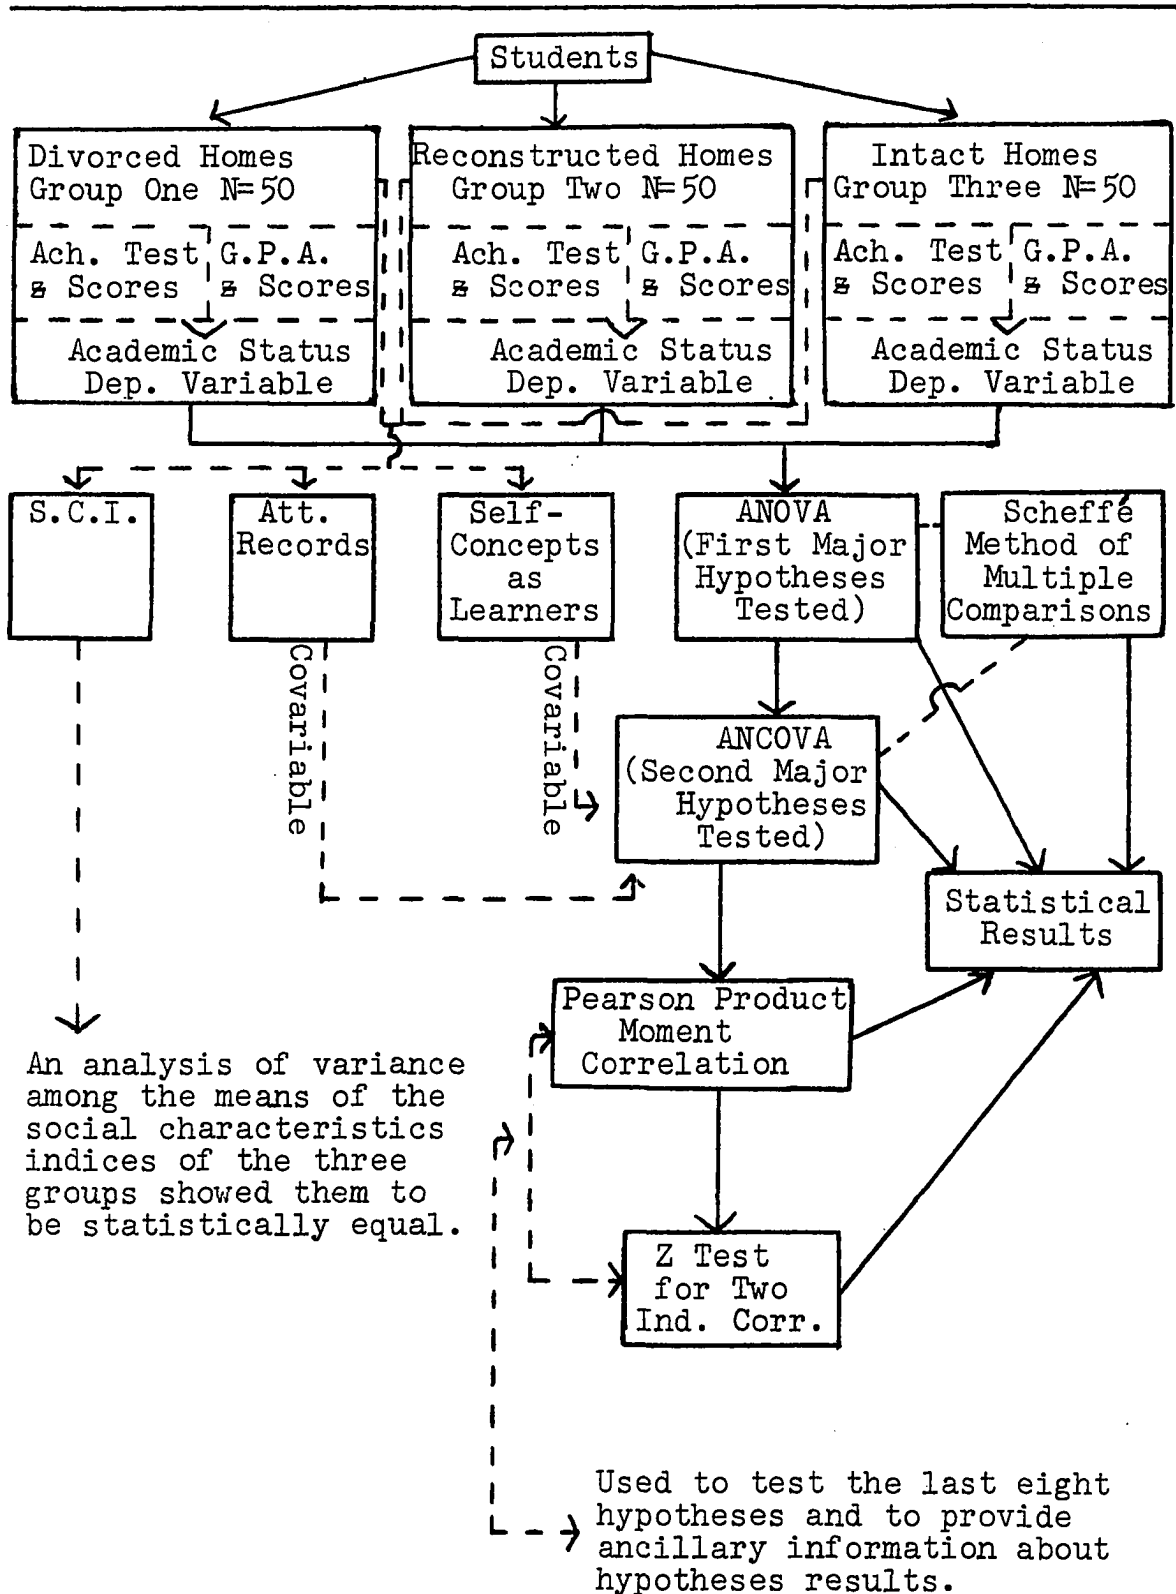 Students
Divorced Homes
Group One N=50
Ach. Test
z Scores
G.P.A.
z Scores
Academic Status
Dep. Variable
Reconstructed Homes
Group Two N=50
Ach. Test
z Scores
G.P.A.
z Scores
Academic Status
Dep. Variable
Intact Homes
Group Three N=50
Ach. Test
z Scores
G.P.A.
z Scores
Academic Status
Dep. Variable
S.C.I.
Att.
Records
Self-
Concepts
as
Learners
ANOVA
(First Major
Hypotheses
Tested)
Scheffé
Method of
Multiple
Comparisons
Covariable
Covariable
ANCOVA
(Second Major
Hypotheses
Tested)
Statistical
Results
Pearson Product
Moment
Correlation
An analysis of variance
among the means of the
social characteristics
indices of the three
groups showed them to
be statistically equal.
Z Test
for Two
Ind. Corr.
Used to test the last eight
hypotheses and to provide
ancillary information about
hypotheses results.